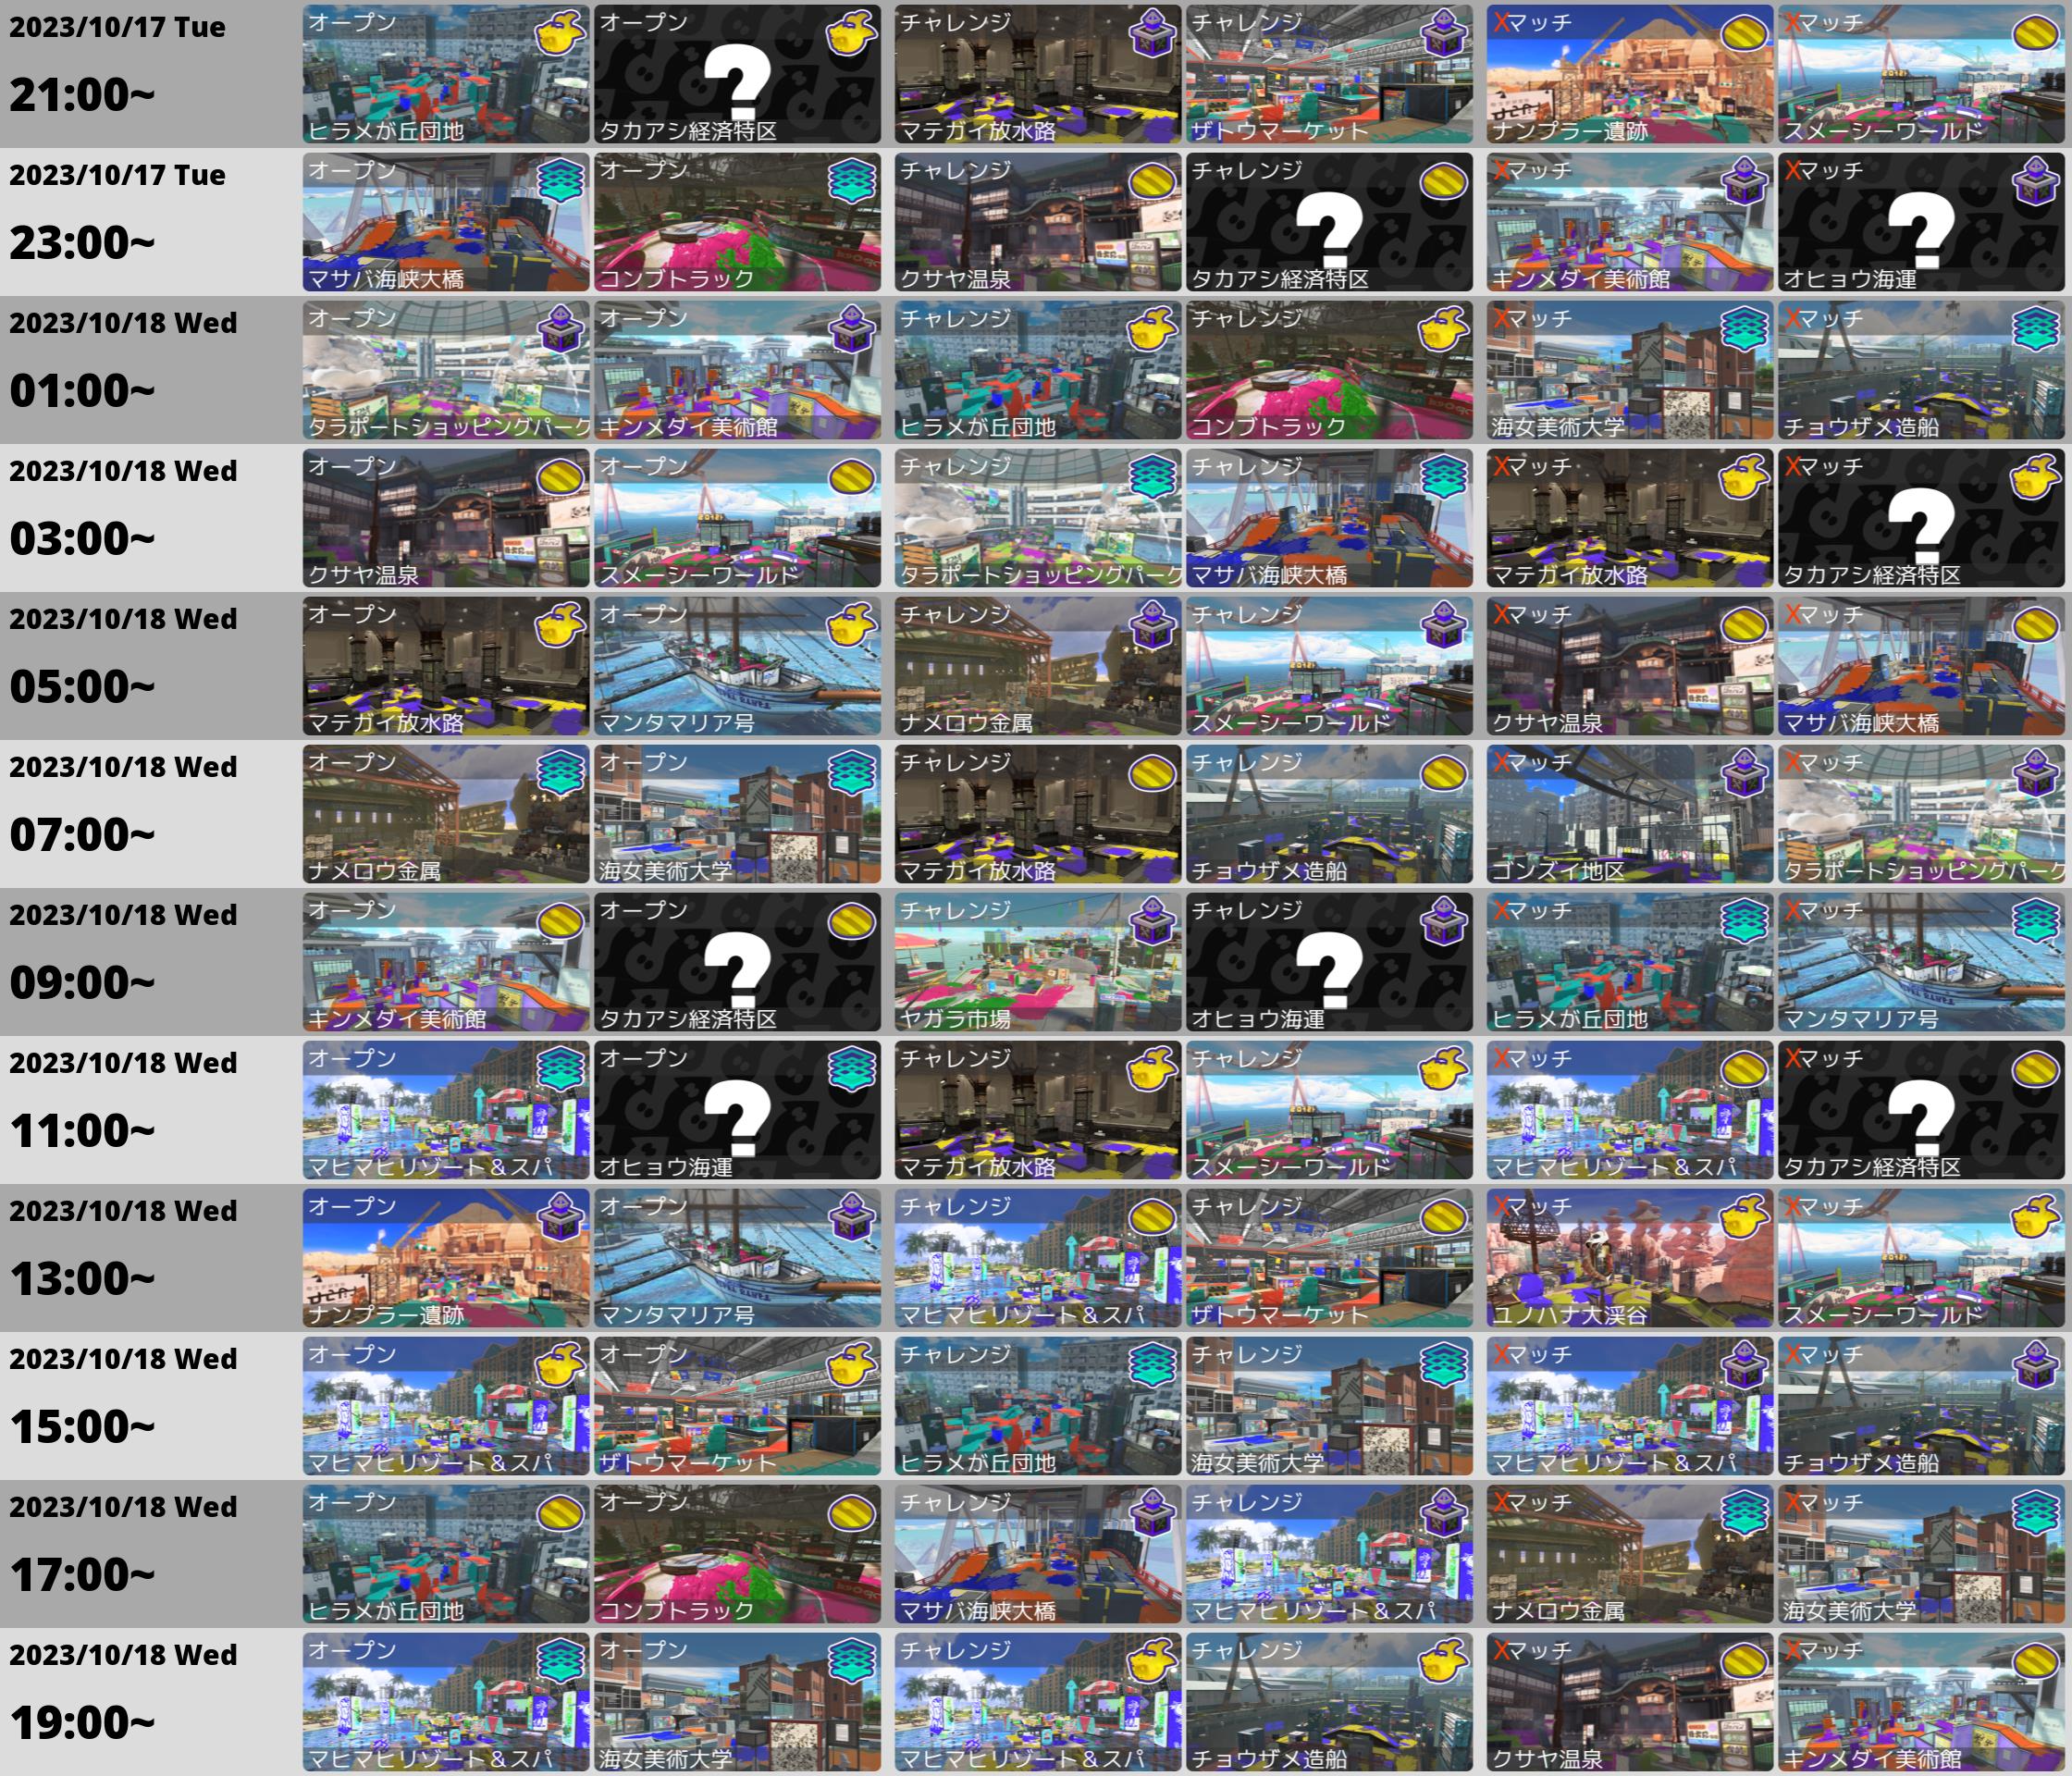 2023/10/17 Tue
21:00~
オープン
ヒラメが丘団地
オープン
タカアシ経済特区
チャレンジ
マテガイ放水路
チャレンジ
ザトウマーケット
Xマッチ
ナンプラー遺跡
Xマッチ
スメーシーワールド
2023/10/17 Tue
23:00~
オープン
マサバ海峡大橋
オープン
コンブトラック
チャレンジ
クサヤ温泉
チャレンジ
タカアシ経済特区
Xマッチ
キンメダイ美術館
Xマッチ
オヒョウ海運
2023/10/18 Wed
01:00~
オープン
タラポートショッピングパーク
オープン
キンメダイ美術館
チャレンジ
ヒラメが丘団地
チャレンジ
コンブトラック
Xマッチ
海女美術大学
Xマッチ
チョウザメ造船
2023/10/18 Wed
03:00~
オープン
クサヤ温泉
オープン
スメーシーワールド
チャレンジ
タラポートショッピングパーク
チャレンジ
マサバ海峡大橋
Xマッチ
マテガイ放水路
Xマッチ
タカアシ経済特区
2023/10/18 Wed
05:00~
オープン
マテガイ放水路
オープン
マンタマリア号
チャレンジ
ナメロウ金属
チャレンジ
スメーシーワールド
Xマッチ
クサヤ温泉
Xマッチ
マサバ海峡大橋
2023/10/18 Wed
07:00~
オープン
ナメロウ金属
オープン
海女美術大学
チャレンジ
マテガイ放水路
チャレンジ
チョウザメ造船
Xマッチ
ゴンズイ地区
Xマッチ
タラポートショッピングパーク
2023/10/18 Wed
09:00~
オープン
キンメダイ美術館
オープン
タカアシ経済特区
チャレンジ
ヤガラ市場
チャレンジ
オヒョウ海運
Xマッチ
ヒラメが丘団地
Xマッチ
マンタマリア号
2023/10/18 Wed
11:00~
オープン
マヒマヒリゾート＆スパ
オープン
オヒョウ海運
チャレンジ
マテガイ放水路
チャレンジ
スメーシーワールド
Xマッチ
マヒマヒリゾート＆スパ
Xマッチ
タカアシ経済特区
2023/10/18 Wed
13:00~
オープン
ナンプラー遺跡
オープン
マンタマリア号
チャレンジ
マヒマヒリゾート＆スパ
チャレンジ
ザトウマーケット
Xマッチ
ユノハナ大渓谷
Xマッチ
スメーシーワールド
2023/10/18 Wed
15:00~
オープン
マヒマヒリゾート＆スパ
オープン
ザトウマーケット
チャレンジ
ヒラメが丘団地
チャレンジ
海女美術大学
Xマッチ
マヒマヒリゾート＆スパ
Xマッチ
チョウザメ造船
2023/10/18 Wed
17:00~
オープン
ヒラメが丘団地
オープン
コンブトラック
チャレンジ
マサバ海峡大橋
チャレンジ
マヒマヒリゾート＆スパ
Xマッチ
ナメロウ金属
Xマッチ
海女美術大学
2023/10/18 Wed
19:00~
オープン
マヒマヒリゾート＆スパ
オープン
海女美術大学
チャレンジ
マヒマヒリゾート＆スパ
チャレンジ
チョウザメ造船
Xマッチ
クサヤ温泉
Xマッチ
キンメダイ美術館